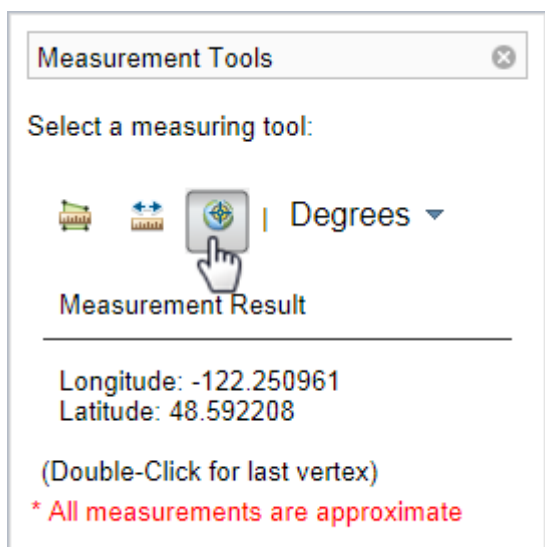 Measurement Tools
Select a measuring tool:
| Degrees
Measurement Result
Longitude: -122.250961
Latitude: 48.592208
(Double-Click for last vertex)
* All measurements are approximate